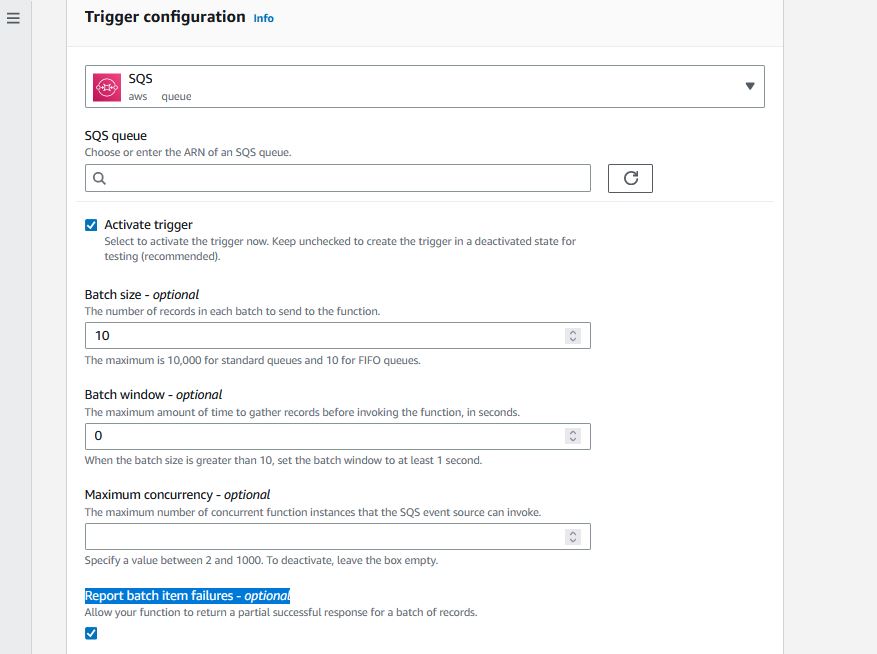 Trigger configuration Info
SQS
aws queue
SQS queue
Choose or enter the ARN of an SQS queue.
Activate trigger
Select to activate the trigger now. Keep unchecked to create the trigger in a deactivated state for
testing (recommended).
Batch size - optional
The number of records in each batch to send to the function.
10
The maximum is 10,000 for standard queues and 10 for FIFO queues.
Batch window - optional
The maximum amount of time to gather records before invoking the function, in seconds.
0
When the batch size is greater than 10, set the batch window to at least 1 second.
Maximum concurrency - optional
The maximum number of concurrent function instances that the SQS event source can invoke.
Specify a value between 2 and 1000. To deactivate, leave the box empty.
Report batch item failures - optional
Allow your function to return a partial successful response for a batch of records.